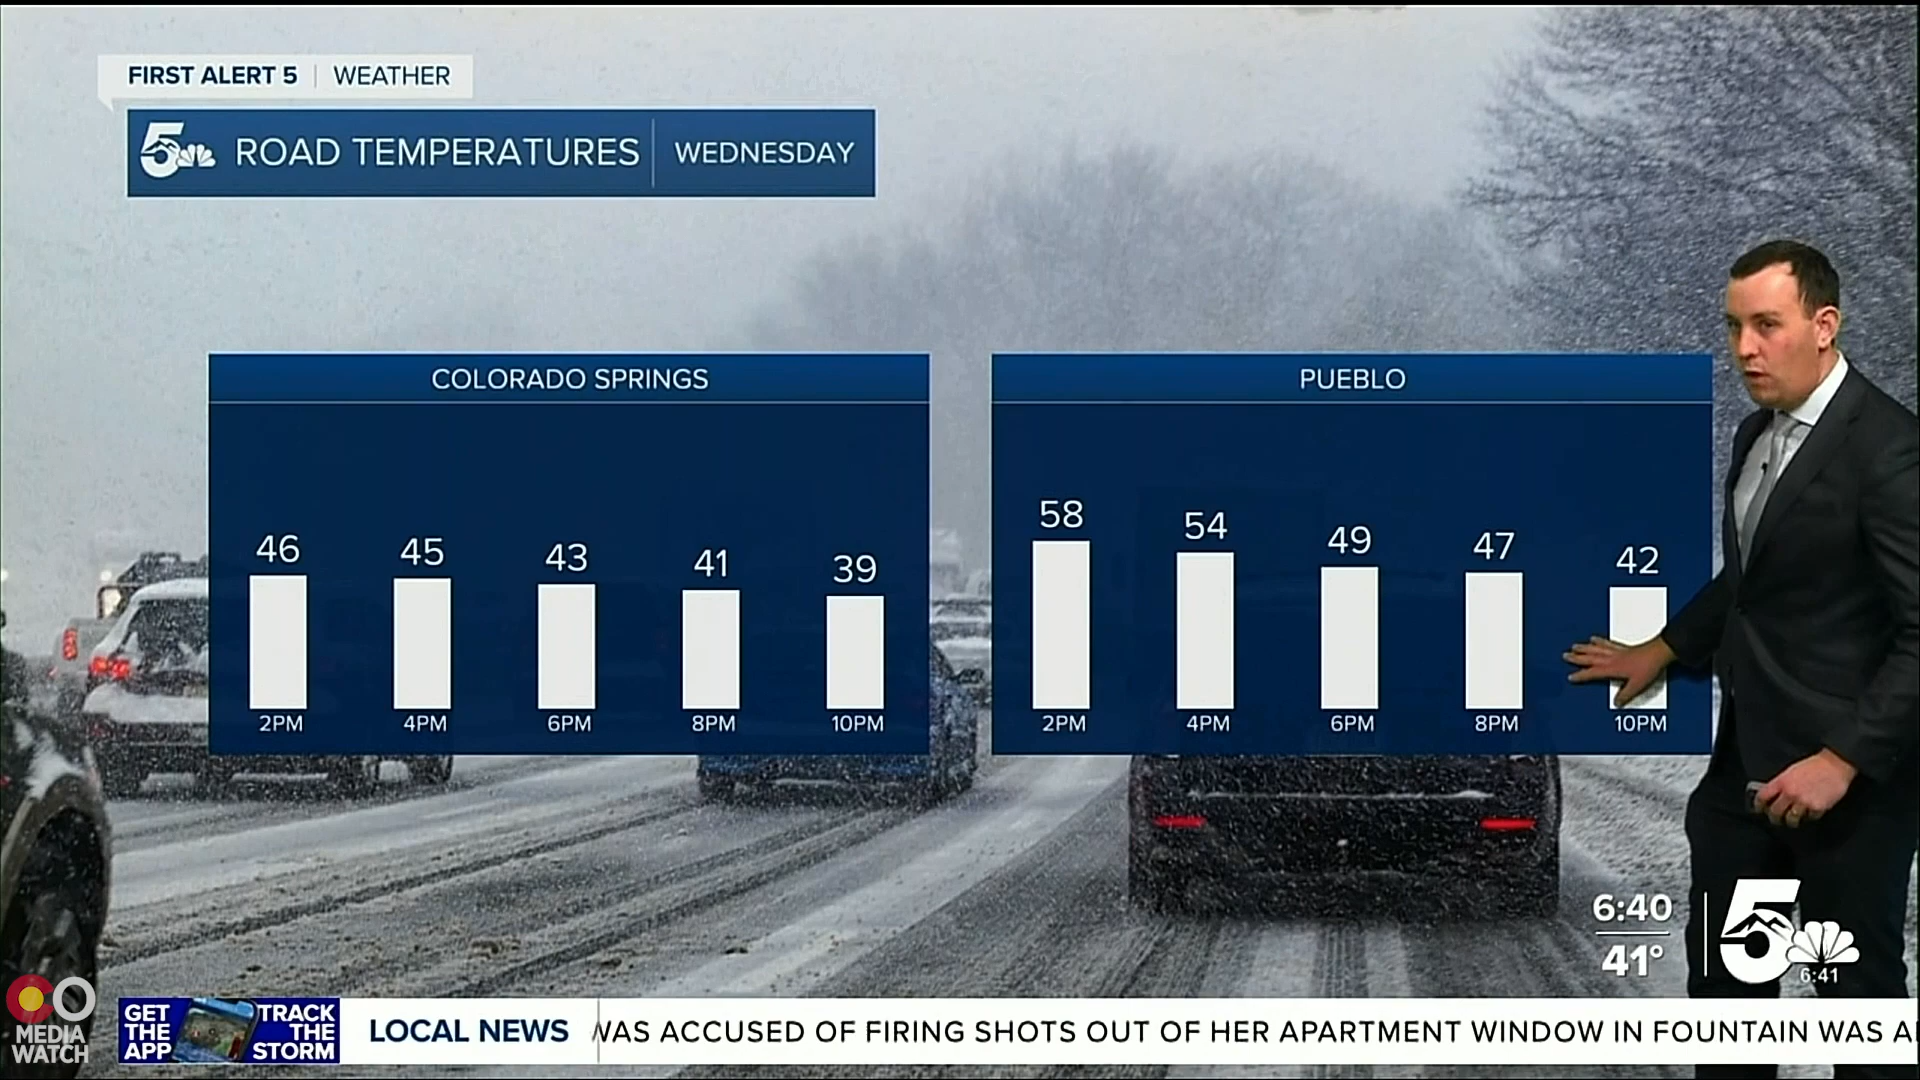 FIRST ALERT 5 | WEATHER
5 ROAD TEMPERATURES | WEDNESDAY
COLORADO SPRINGS
46 45 43 41 39
2PM 4PM 6PM 8PM 10PM
PUEBLO
58 54 49 47 42
2PM 4PM 6PM 8PM 10PM
6:40
41°
5
6:41
CO
MEDIA
WATCH
GET
THE
APP
TRACK
THE
STORM
LOCAL NEWS
WAS ACCUSED OF FIRING SHOTS OUT OF HER APARTMENT WINDOW IN FOUNTAIN WAS